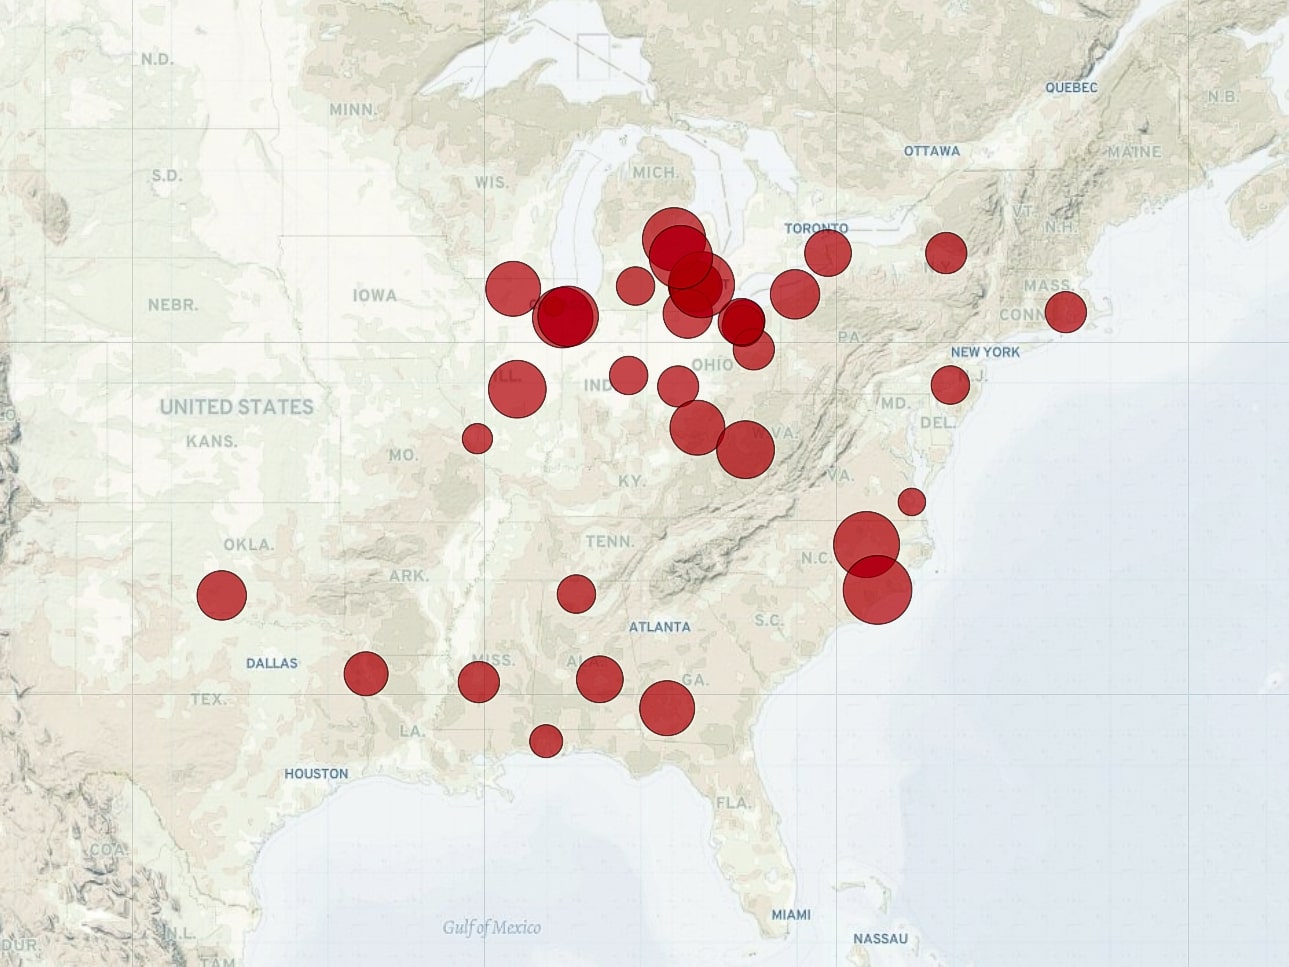 N.D.
QUEBEC
N.B.
MINN.
OTTAWA
MAINE
S.D.
MICH.
WIS.
VT.
TORONTO
N.H.
MASS.
IOWA
NEBR.
CONN
PA.
NEW YORK
OHIO
ILL.
IND
N.J.
UNITED STATES
MD.
DEL.
KANS.
W.VA.
MO.
VA.
KY.
TENN.
OKLA.
N.C.
ARK.
S.C.
ATLANTA
DALLAS
MISS.
ALA.
GA.
TEX.
LA.
HOUSTON
FLA.
COA
MIAMI
Gulf of Mexico
N.L.
NASSAU
DUR.
TAM